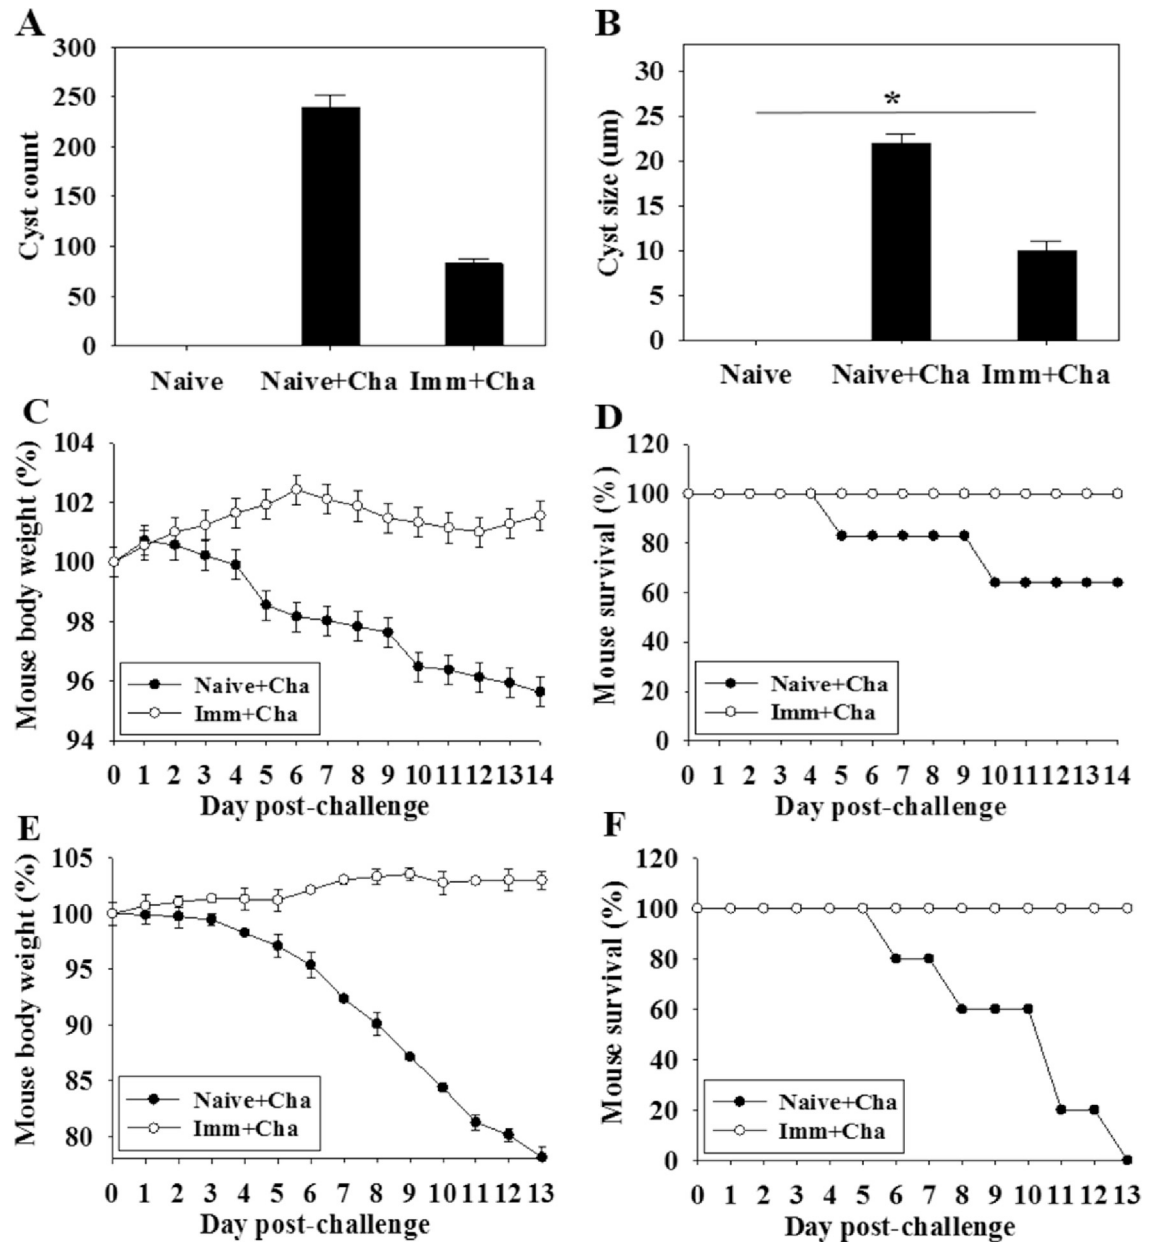 A
300
250
200
150
100
50
0
Cyst count
Naive Naive+Cha Imm+Cha
B
30
25
20
15
10
5
0
Cyst size (um)
*
Naive Naive+Cha Imm+Cha
C
104
102
100
98
96
94
Mouse body weight (%)
Naive+Cha
Imm+Cha
0 1 2 3 4 5 6 7 8 9 10 11 12 13 14
Day post-challenge
D
120
100
80
60
40
20
0
Mouse survival (%)
Naive+Cha
Imm+Cha
0 1 2 3 4 5 6 7 8 9 10 11 12 13 14
Day post-challenge
E
105
100
95
90
85
80
Mouse body weight (%)
Naive+Cha
Imm+Cha
0 1 2 3 4 5 6 7 8 9 10 11 12 13
Day post-challenge
F
120
100
80
60
40
20
0
Mouse survival (%)
Naive+Cha
Imm+Cha
0 1 2 3 4 5 6 7 8 9 10 11 12 13
Day post-challenge